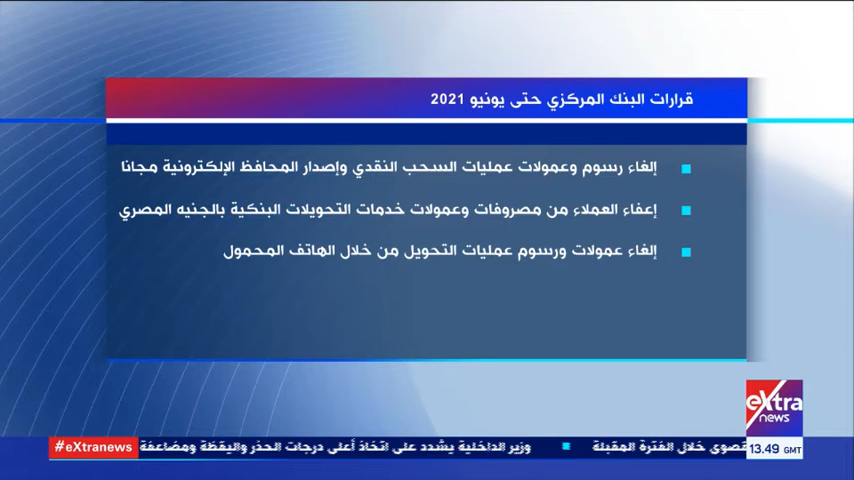 قرارات البنك المركزي حتى يونيو 2021
إلغاء رسوم وعمولات عمليات السحب النقدي وإصدار المحافظ الإلكترونية مجانا
إعفاء العملاء من مصروفات وعمولات خدمات التحويلات البنكية بالجنيه المصري
إلغاء عمولات ورسوم عمليات التحويل من خلال الهاتف المحمول
eXtra
news
13.49 GMT
قصوى خلال الفترة المقبلة ■ وزير الداخلية يشدد على اتخاذ أعلى درجات الحذر واليقظة ومضاعفة
#eXtranews